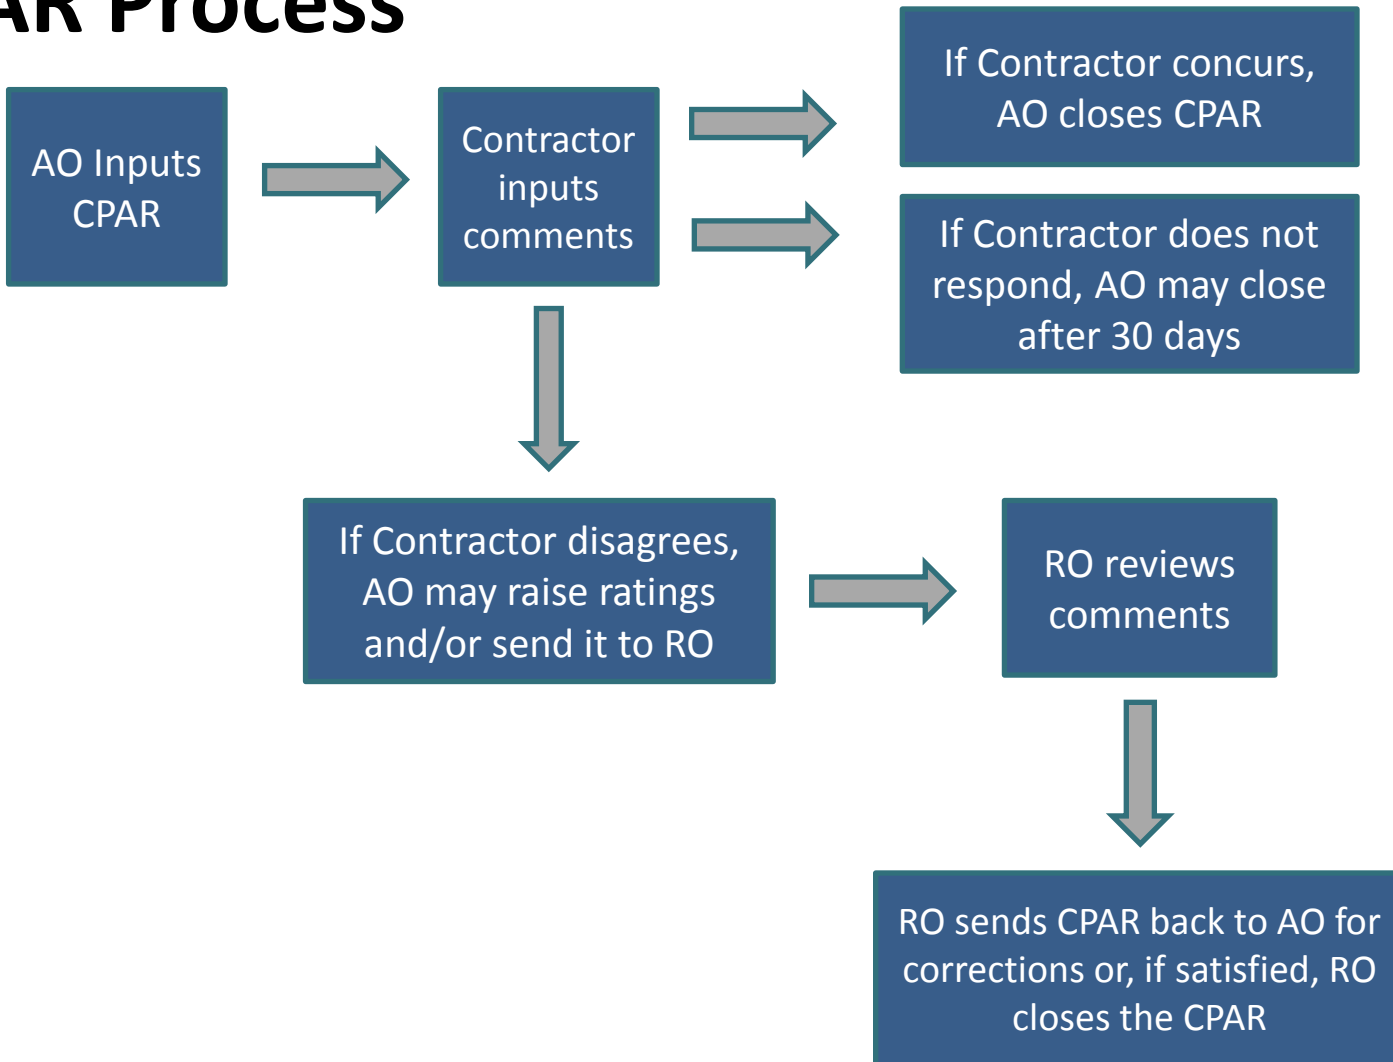 AR Process
AO Inputs
CPAR
Contractor
inputs
comments
If Contractor concurs,
AO closes CPAR
If Contractor does not
respond, AO may close
after 30 days
If Contractor disagrees,
AO may raise ratings
and/or send it to RO
RO reviews
comments
RO sends CPAR back to AO for
corrections or, if satisfied, RO
closes the CPAR